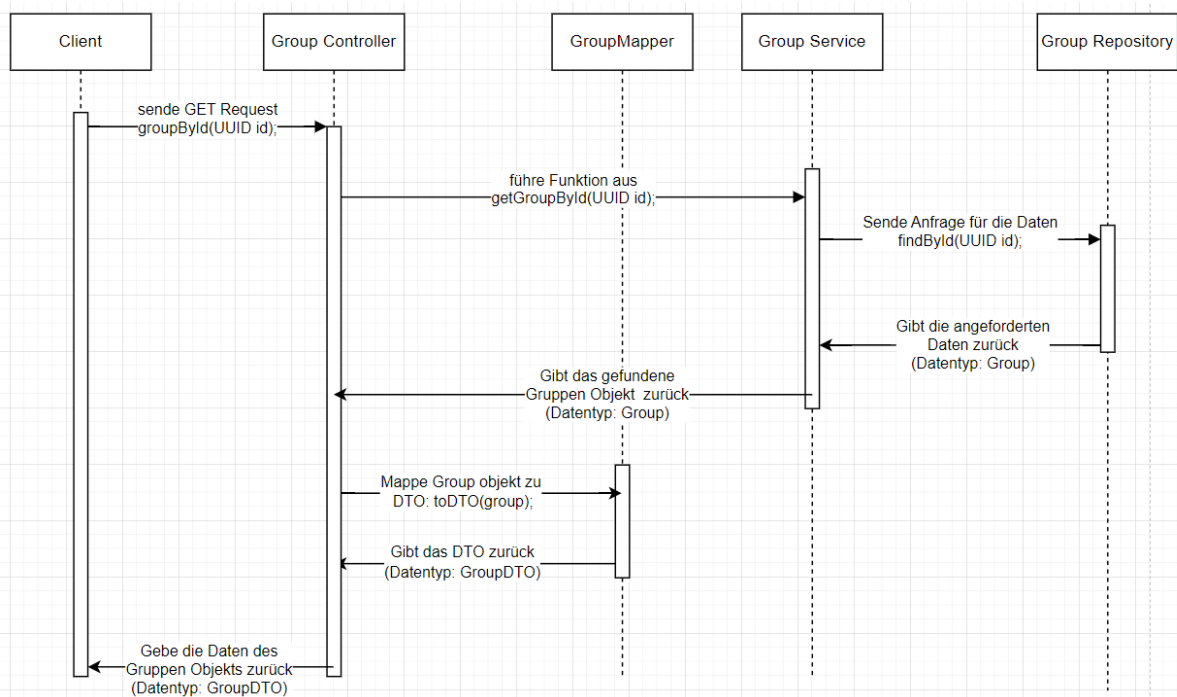 Client
Group Controller
GroupMapper
Group Service
Group Repository
sende GET Request
groupById(UUID id);
führe Funktion aus
getGroupById(UUID id);
Sende Anfrage für die Daten
findById(UUID id);
Gibt die angeforderten
Daten zurück
(Datentyp: Group)
Gibt das gefundene
Gruppen Objekt zurück
(Datentyp: Group)
Mappe Group objekt zu
DTO: toDTO(group);
Gibt das DTO zurück
(Datentyp: GroupDTO)
Gebe die Daten des
Gruppen Objekts zurück
(Datentyp: GroupDTO)